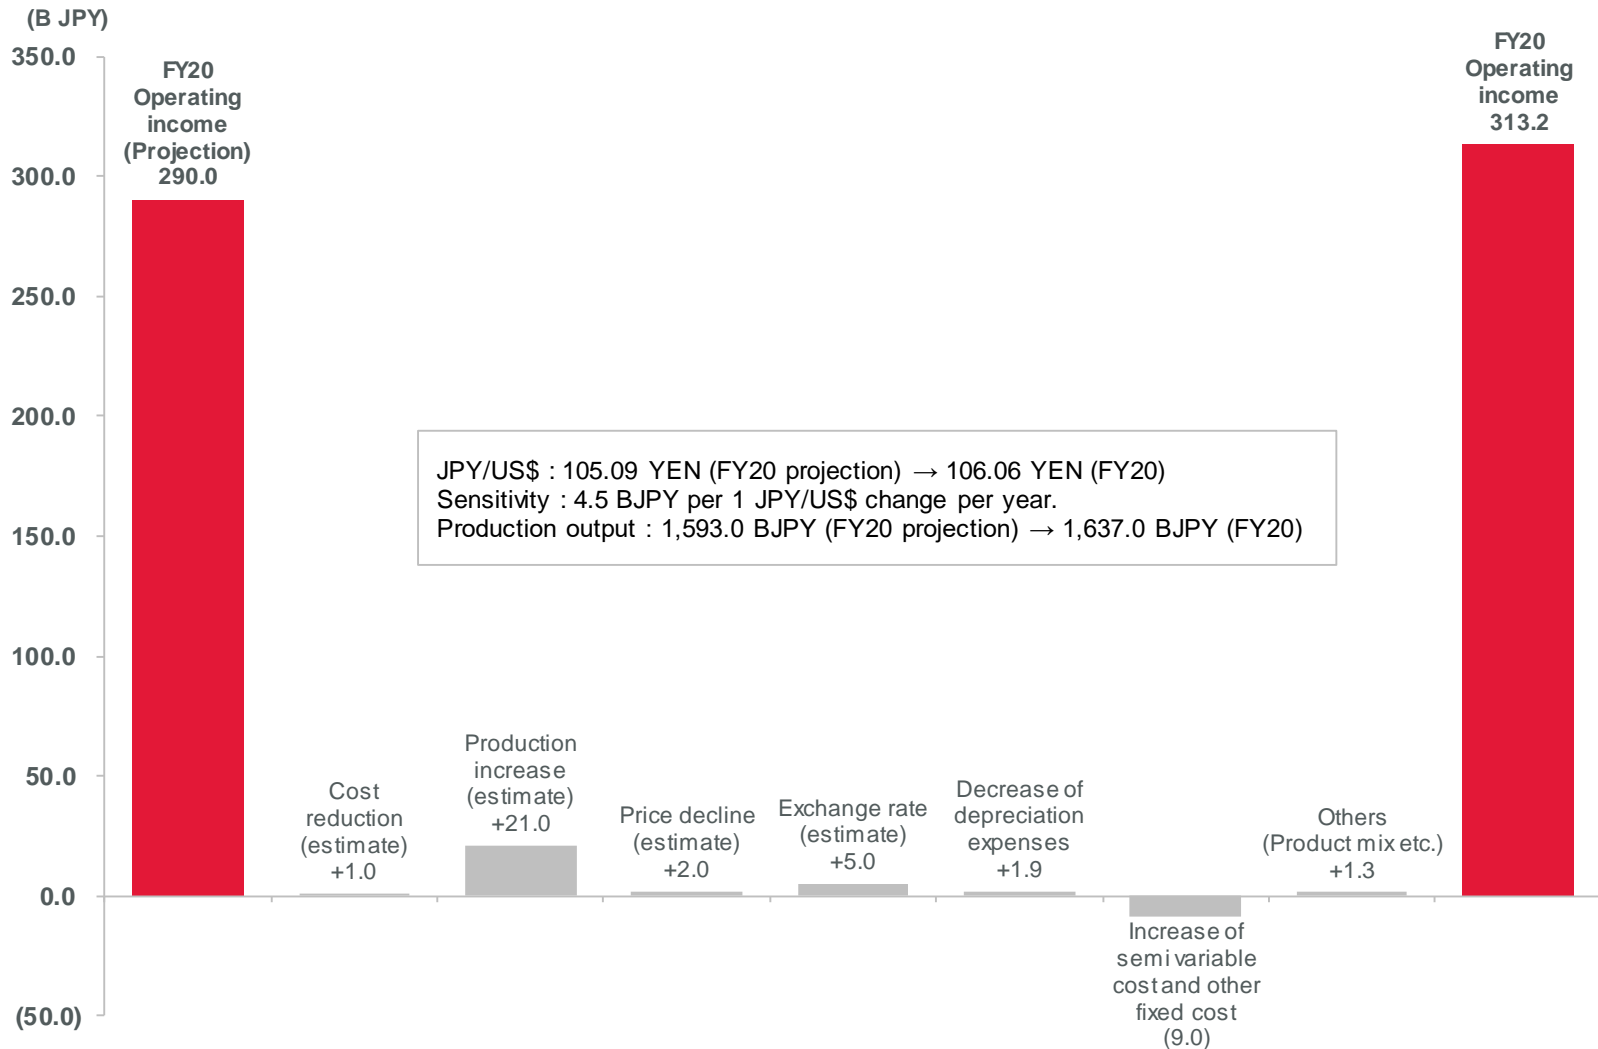 (B JPY)
350.0
300.0
250.0
200.0
150.0
100.0
50.0
0.0
(50.0)
FY20
Operating
income
(Projection)
290.0
Cost
reduction
(estimate)
+1.0
Production
increase
(estimate)
+21.0
Price decline
(estimate)
+2.0
Exchange rate
(estimate)
+5.0
Decrease of
depreciation
expenses
+1.9
Increase of
semi variable
cost and other
fixed cost
(9.0)
Others
(Product mix etc.)
+1.3
FY20
Operating
income
313.2
JPY/US$ : 105.09 YEN (FY20 projection) → 106.06 YEN (FY20)
Sensitivity : 4.5 BJPY per 1 JPY/US$ change per year.
Production output : 1,593.0 BJPY (FY20 projection) → 1,637.0 BJPY (FY20)